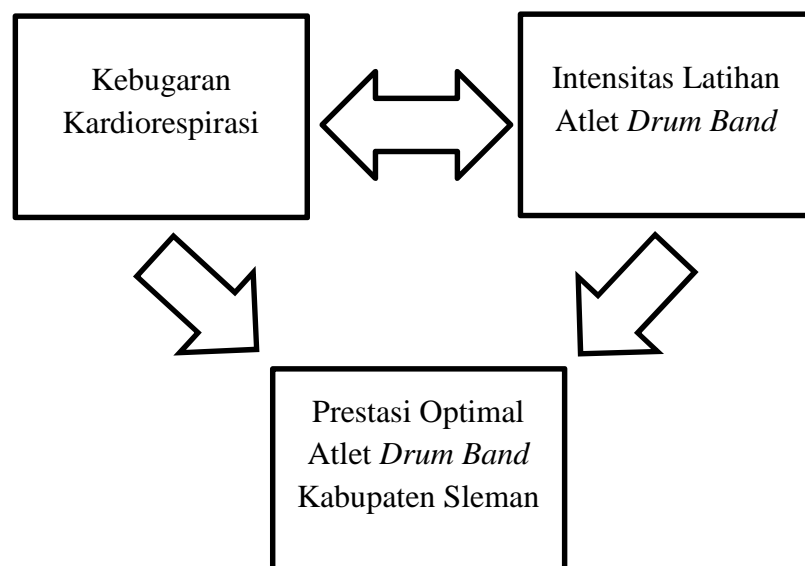 Kebugaran
Kardiorespirasi
Intensitas Latihan
Atlet Drum Band
Prestasi Optimal
Atlet Drum Band
Kabupaten Sleman